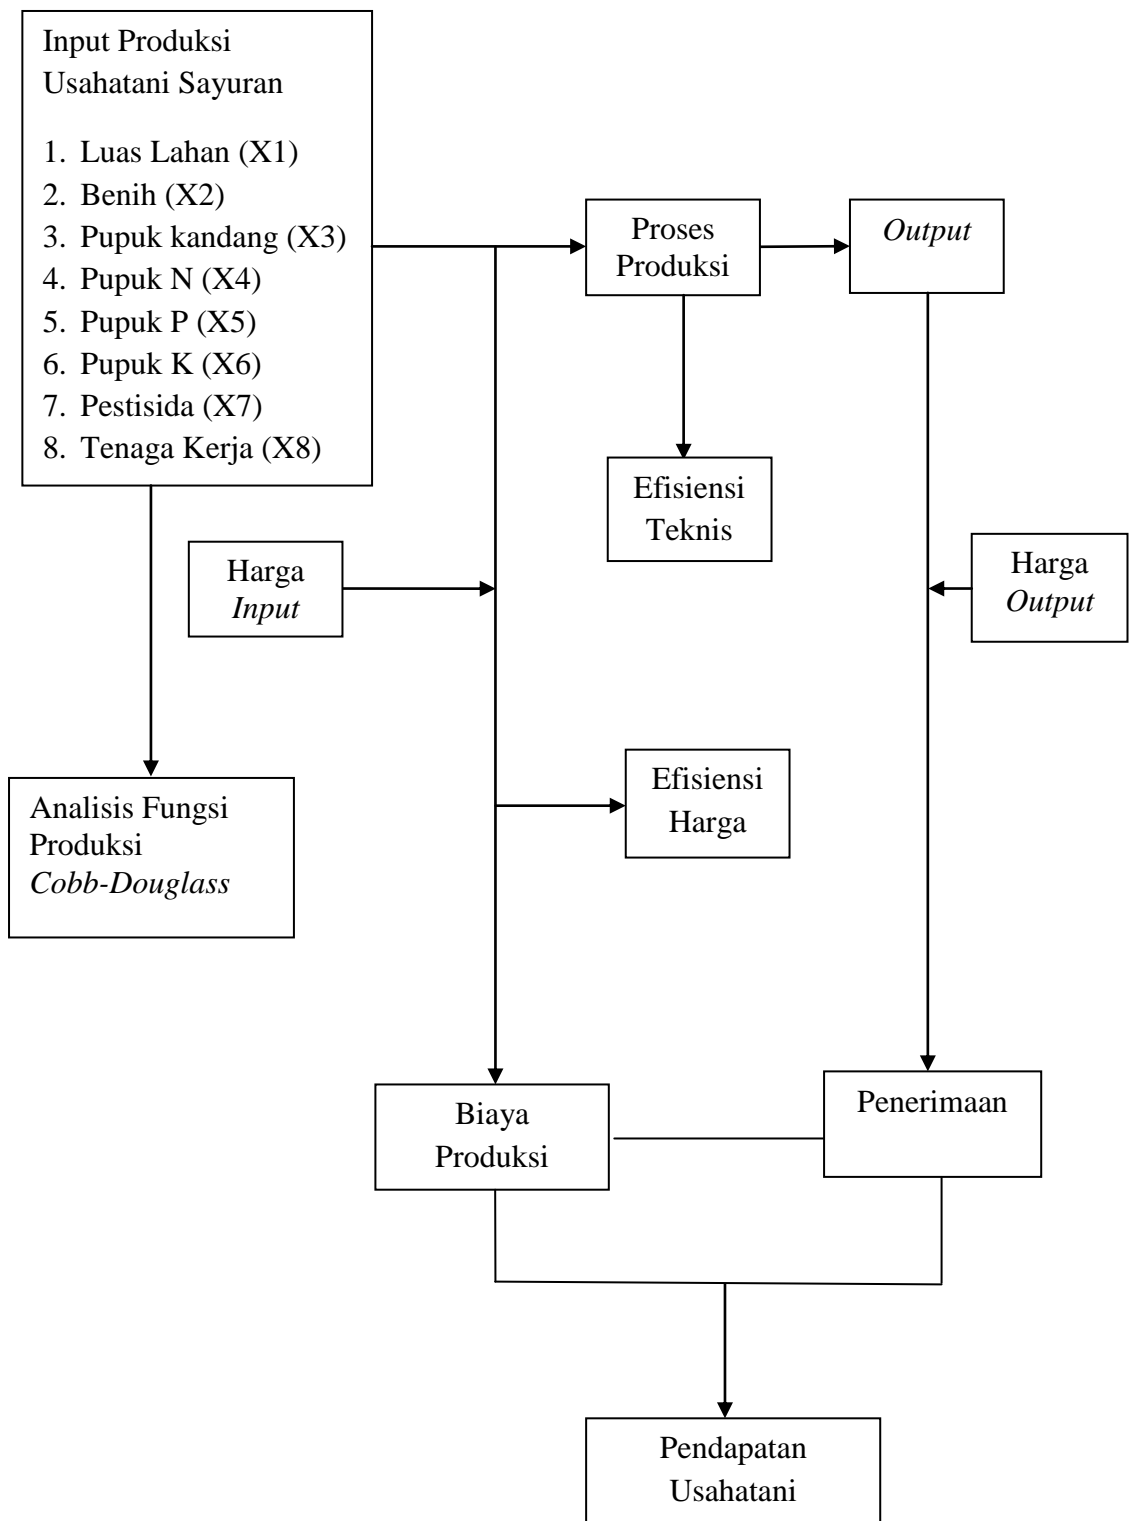 Input Produksi
Usahatani Sayuran
1. Luas Lahan (X1)
2. Benih (X2)
3. Pupuk kandang (X3)
4. Pupuk N (X4)
5. Pupuk P (X5)
6. Pupuk K (X6)
7. Pestisida (X7)
8. Tenaga Kerja (X8)
Proses
Produksi
Output
Efisiensi
Teknis
Harga
Input
Harga
Output
Efisiensi
Harga
Analisis Fungsi
Produksi
Cobb-Douglass
Biaya
Produksi
Penerimaan
Pendapatan
Usahatani